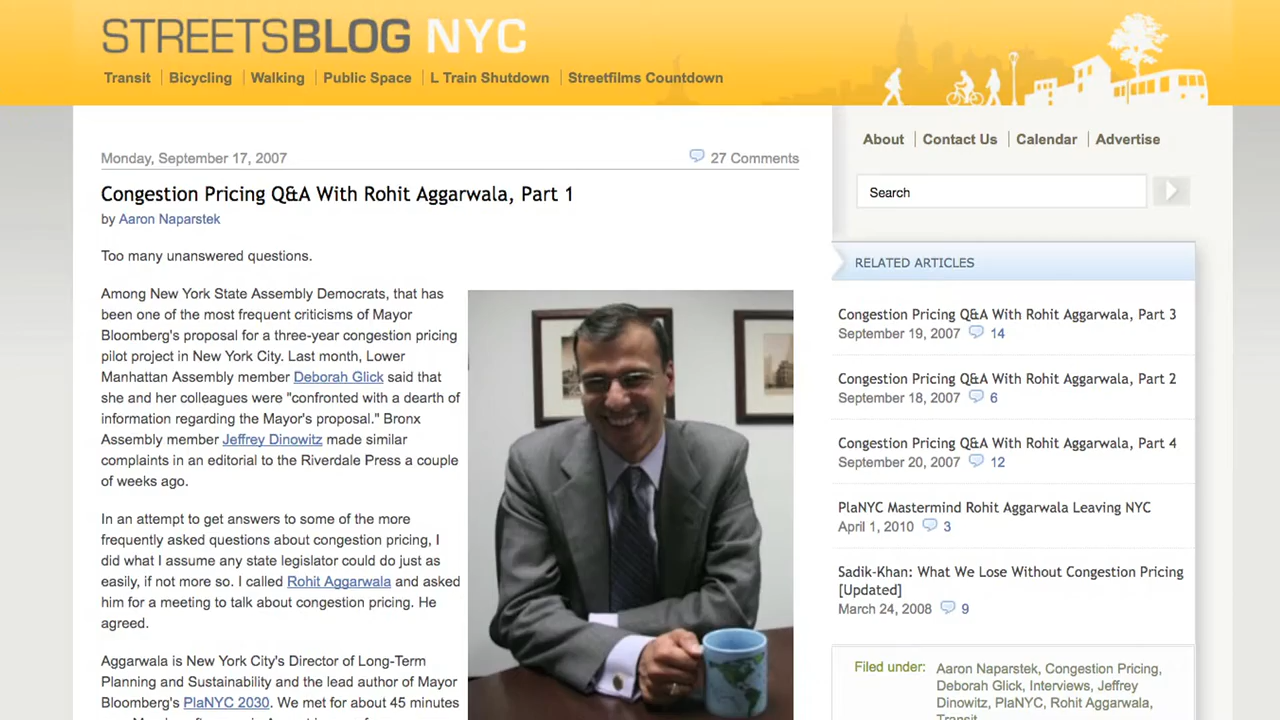 STREETSBLOG NYC
Transit
Bicycling
Walking
Public Space
L Train Shutdown
Streetfilms Countdown
Monday, September 17, 2007
27 Comments
Congestion Pricing Q&A With Rohit Aggarwala, Part 1
by Aaron Naparstek
Too many unanswered questions.
Among New York State Assembly Democrats, that has
been one of the most frequent criticisms of Mayor
Bloomberg's proposal for a three-year congestion pricing
pilot project in New York City. Last month, Lower
Manhattan Assembly member Deborah Glick said that
she and her colleagues were "confronted with a dearth of
information regarding the Mayor's proposal." Bronx
Assembly member Jeffrey Dinowitz made similar
complaints in an editorial to the Riverdale Press a couple
of weeks ago.
In an attempt to get answers to some of the more
frequently asked questions about congestion pricing, I
did what I assume any state legislator could do just as
easily, if not more so. I called Rohit Aggarwala and asked
him for a meeting to talk about congestion pricing. He
agreed.
Aggarwala is New York City's Director of Long-Term
Planning and Sustainability and the lead author of Mayor
Bloomberg's PlaNYC 2030. We met for about 45 minutes
About
Contact Us
Calendar
Advertise
Search
RELATED ARTICLES
Congestion Pricing Q&A With Rohit Aggarwala, Part 3
September 19, 2007 14
Congestion Pricing Q&A With Rohit Aggarwala, Part 2
September 18, 2007 6
Congestion Pricing Q&A With Rohit Aggarwala, Part 4
September 20, 2007 12
PlaNYC Mastermind Rohit Aggarwala Leaving NYC
April 1, 2010 3
Sadik-Khan: What We Lose Without Congestion Pricing
[Updated]
March 24, 2008 9
Filed under: Aaron Naparstek, Congestion Pricing,
Deborah Glick, Interviews, Jeffrey
Dinowitz, PlaNYC, Rohit Aggarwala,
Transit